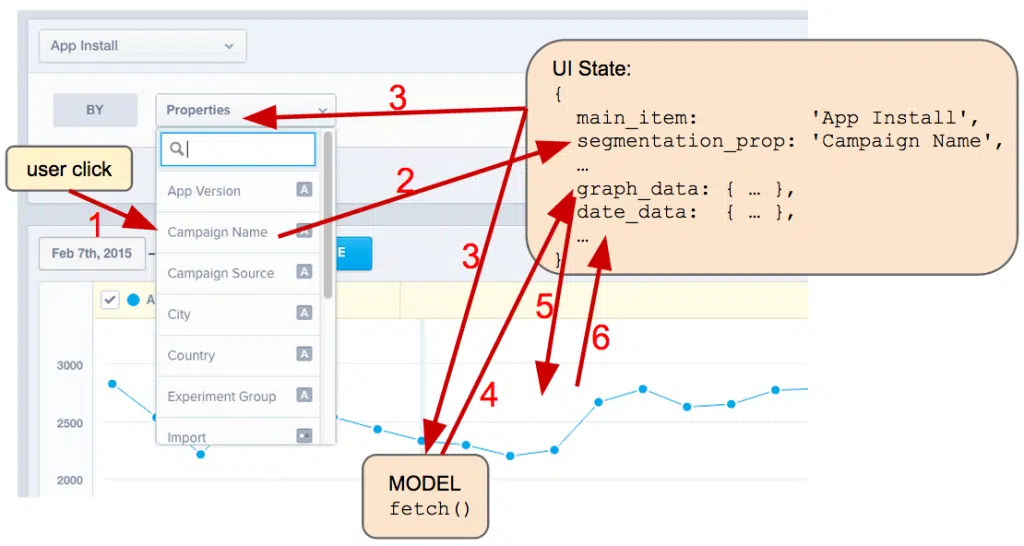 App Install
BY
Properties
3
UI State:
{
main_item: 'App Install',
segmentation_prop: 'Campaign Name',
…
graph_data: { … },
date_data: { … },
…
}
user click
2
App Version A
1
Campaign Name A
Feb 7th, 2015 –
E
3
Campaign Source A
A
City A
5
6
Country A
3000
4
Experiment Group A
2500
Import
2000
MODEL
fetch()